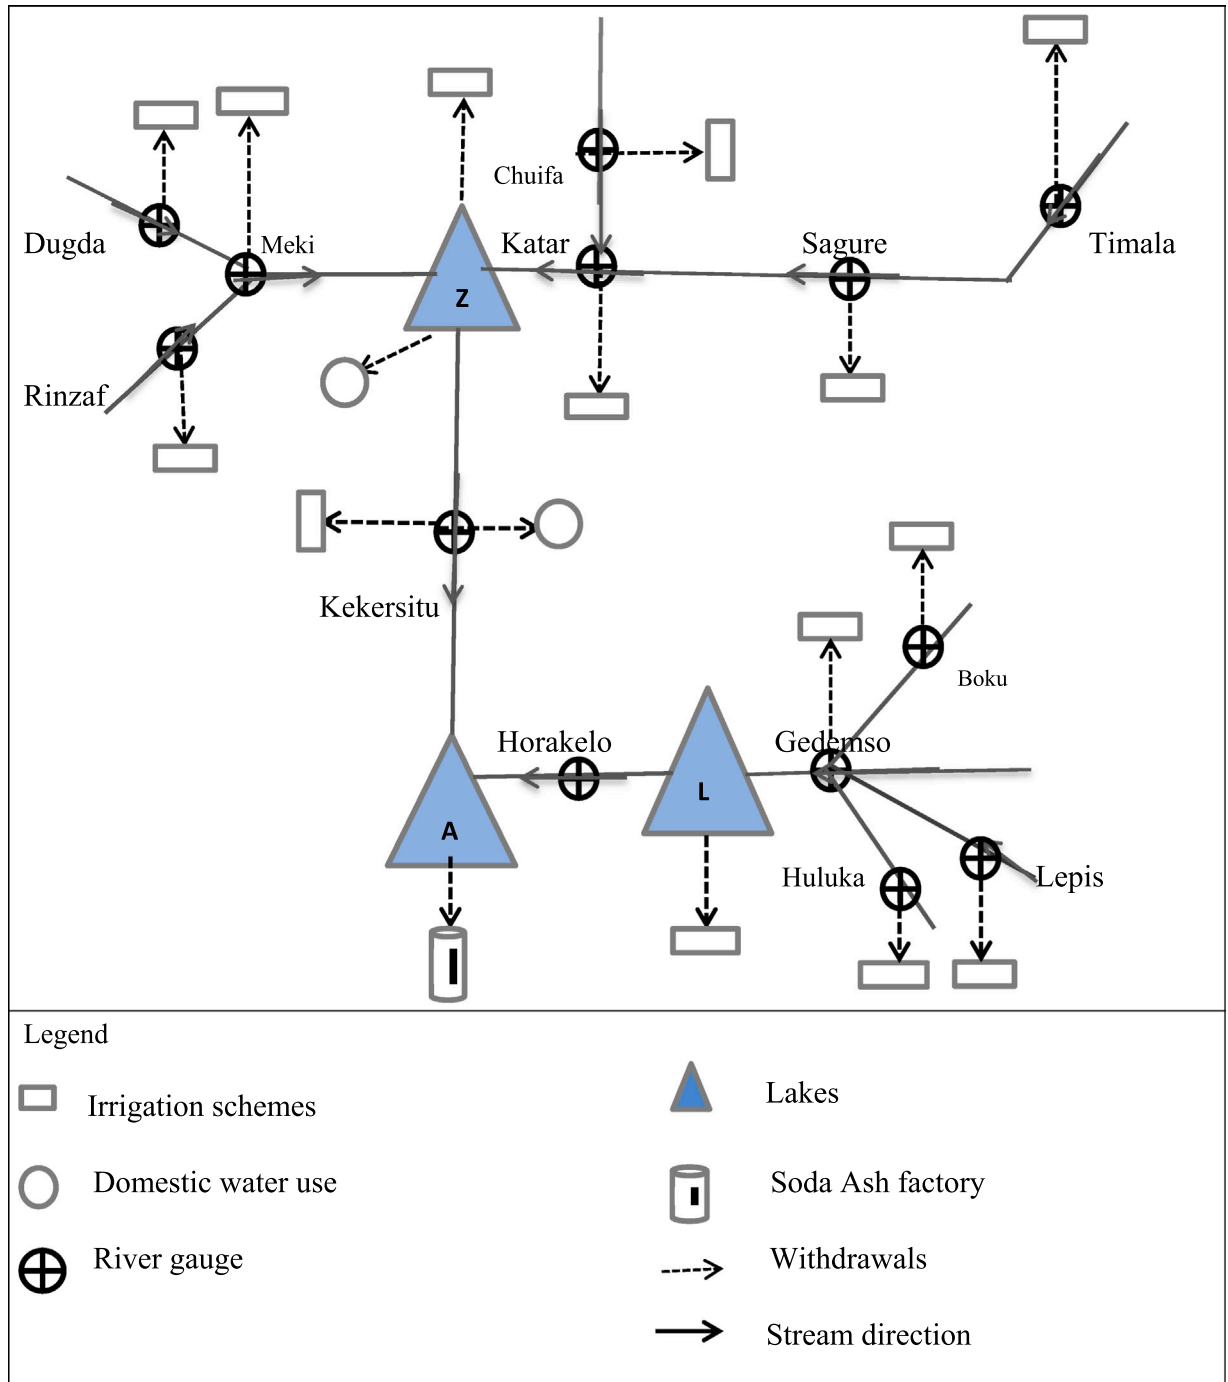 Chuifa
Dugda
Meki
Katar
Sagure
Timala
Z
Rinzaf
Kekersitu
Boku
Horakelo
Gedemso
L
A
Huluka
Lepis
Legend
Irrigation schemes
Lakes
Domestic water use
Soda Ash factory
River gauge
Withdrawals
Stream direction